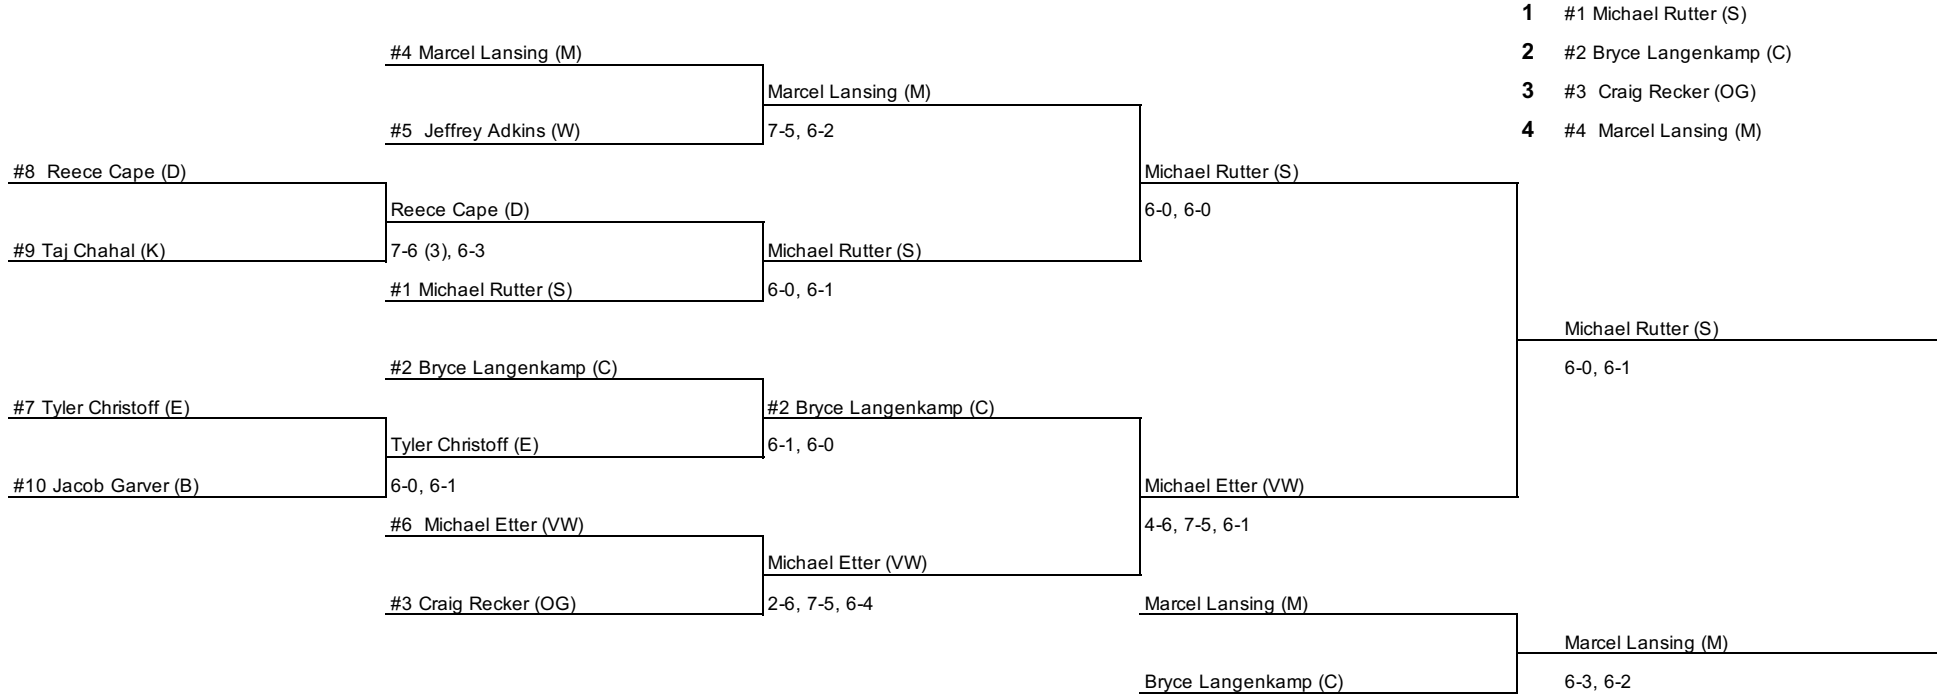 1 #1 Michael Rutter (S)
#4 Marcel Lansing (M)
2 #2 Bryce Langenkamp (C)
Marcel Lansing (M)
3 #3 Craig Recker (OG)
#5 Jeffrey Adkins (W)
7-5, 6-2
4 #4 Marcel Lansing (M)
#8 Reece Cape (D)
Michael Rutter (S)
Reece Cape (D)
6-0, 6-0
#9 Taj Chahal (K)
7-6 (3), 6-3
Michael Rutter (S)
#1 Michael Rutter (S)
6-0, 6-1
Michael Rutter (S)
#2 Bryce Langenkamp (C)
6-0, 6-1
#7 Tyler Christoff (E)
#2 Bryce Langenkamp (C)
Tyler Christoff (E)
6-1, 6-0
#10 Jacob Garver (B)
6-0, 6-1
Michael Etter (VW)
#6 Michael Etter (VW)
4-6, 7-5, 6-1
Michael Etter (VW)
#3 Craig Recker (OG)
2-6, 7-5, 6-4
Marcel Lansing (M)
Marcel Lansing (M)
Bryce Langenkamp (C)
6-3, 6-2